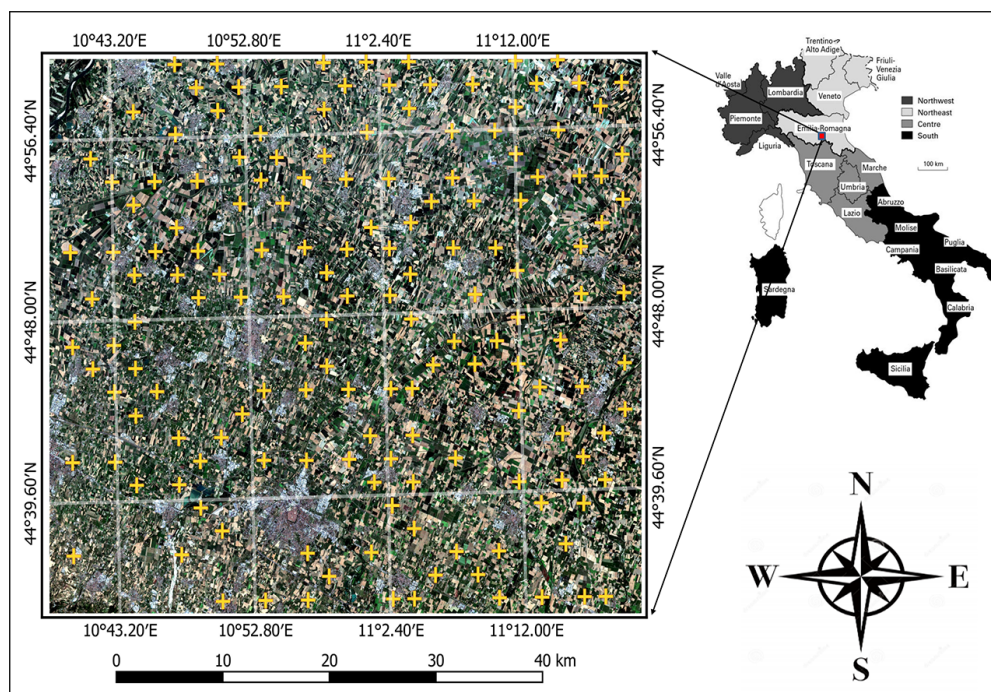 10°43.20′E 10°52.80′E 11°2.40′E 11°12.00′E
44°56.40′N
44°48.00′N
44°39.60′N
44°56.40′N
44°48.00′N
44°39.60′N
10°43.20′E 10°52.80′E 11°2.40′E 11°12.00′E
0 10 20 30 40 km
Trentino
Alto Adige
Friuli-
Venezia
Giulia
Valle
d'Aosta
Lombardia
Veneto
Piemonte
Emilia-Romagna
Liguria
Toscana
Marche
Umbria
Lazio
Abruzzo
Molise
Campania
Puglia
Basilicata
Sardegna
Calabria
Sicilia
Northwest
Northeast
Centre
South
100 km
N
W E
S